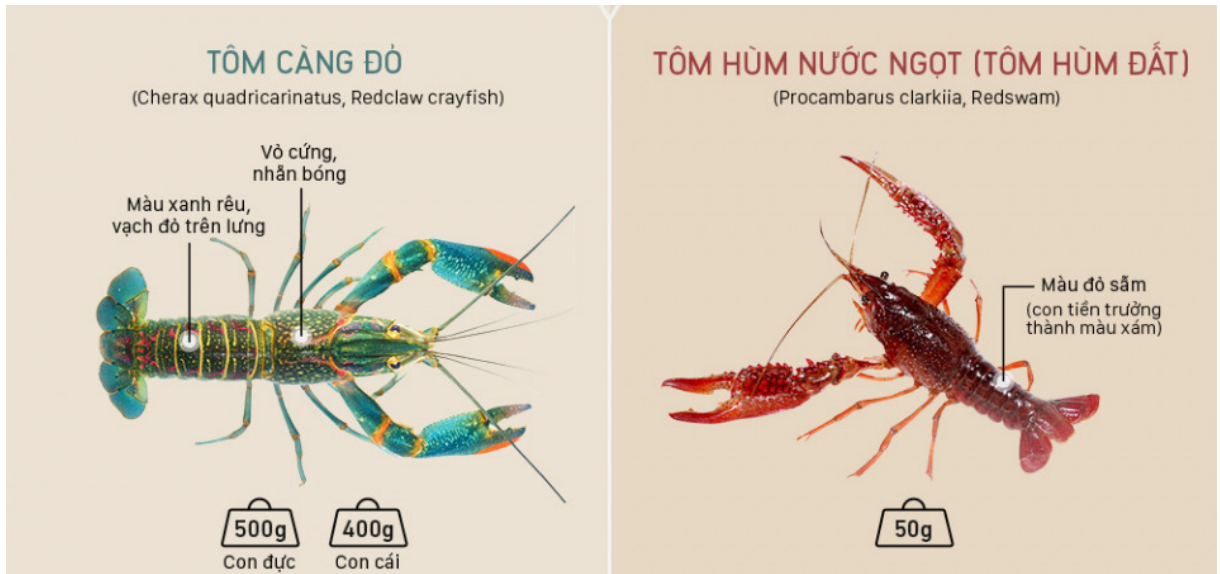 TÔM CÀNG ĐỎ
(Cherax quadricarinatus, Redclaw crayfish)
Vỏ cứng,
nhẵn bóng
Màu xanh rêu,
vạch đỏ trên lưng
500g
Con đực
400g
Con cái
TÔM HÙM NƯỚC NGỌT (TÔM HÙM ĐẤT)
(Procambarus clarkiia, Redswam)
Màu đỏ sẫm
(con tiền trưởng
thành màu xám)
50g